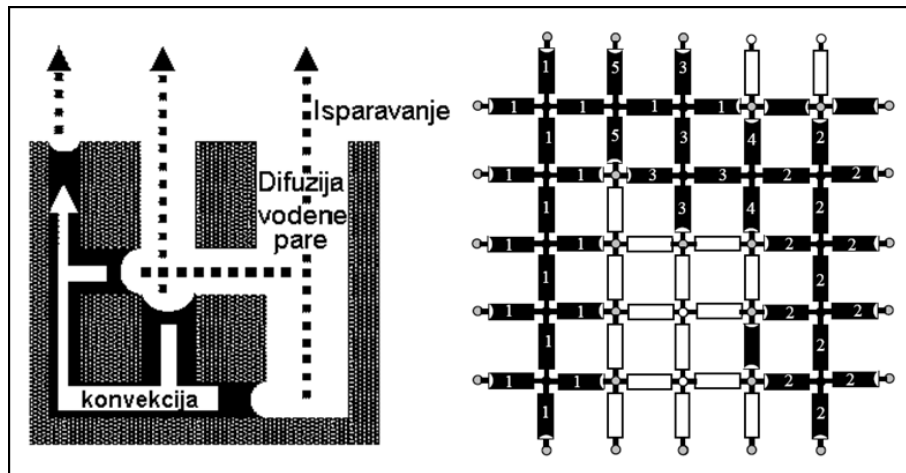 Isparavanje
Difuzija
vodene
pare
konvekcija
1 5 3
1 1 1 1
1 5 3 4 2
1 1 3 3 2 2
1 3 4 2
1 1 2 2
1 2
1 1 2 2
1 2
1 1 2 2
1 2